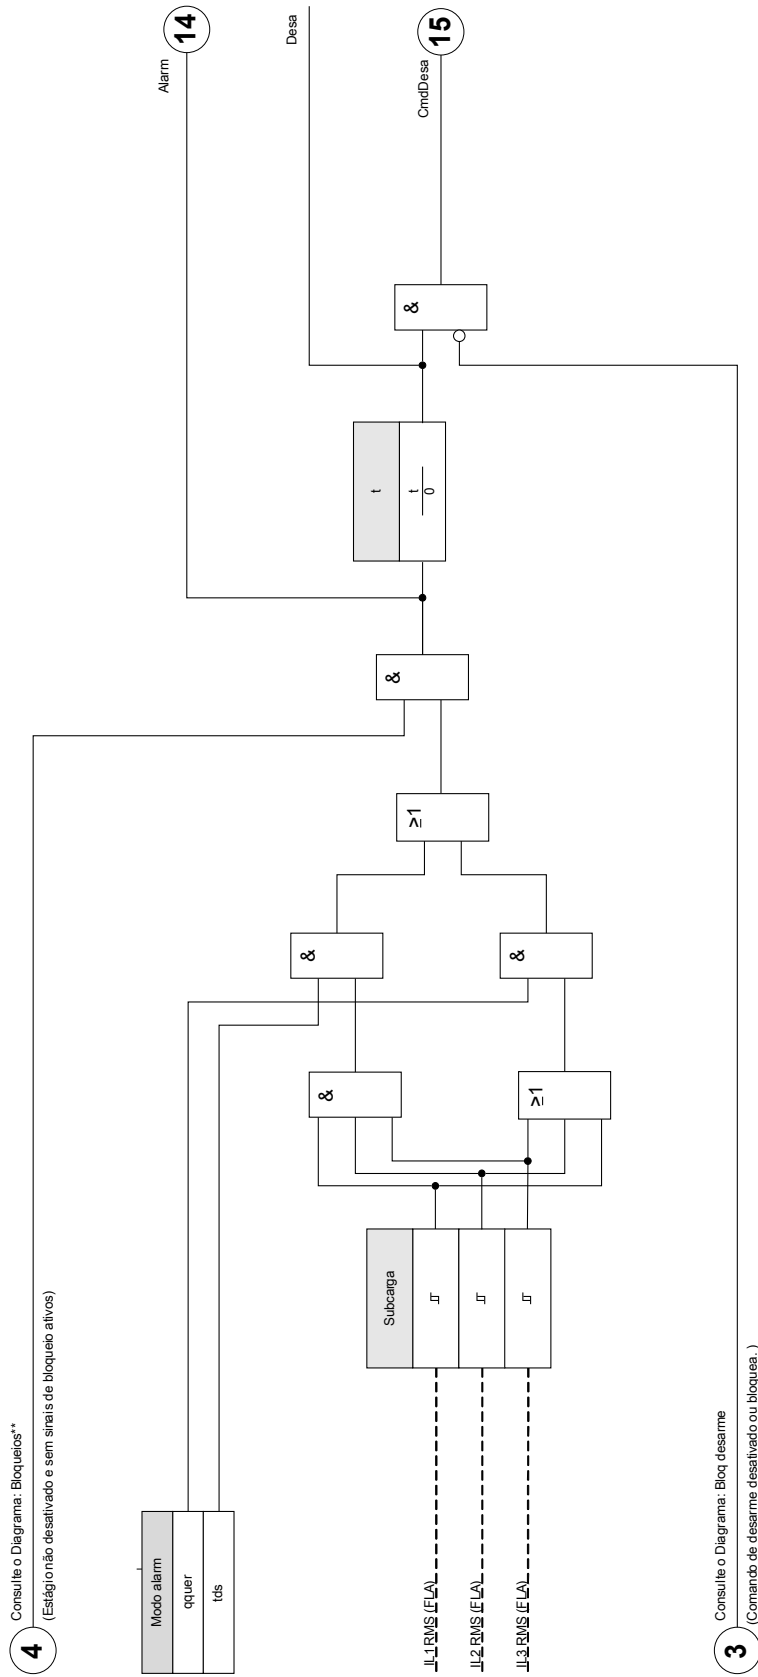 4
Consulte o Diagrama: Bloqueios**
(Estágio não desativado e sem sinais de bloqueio ativos)
Modo alarm
qquer
tds
IL1 RMS (FLA)
IL2 RMS (FLA)
IL3 RMS (FLA)
Subcarga
&
≥1
&
&
≥1
&
t
t
0
&
Alarm
14
Desa
CmdDesa
15
3
Consulte o Diagrama: Bloq desarme
(Comando de desarme desativado ou bloquea. )